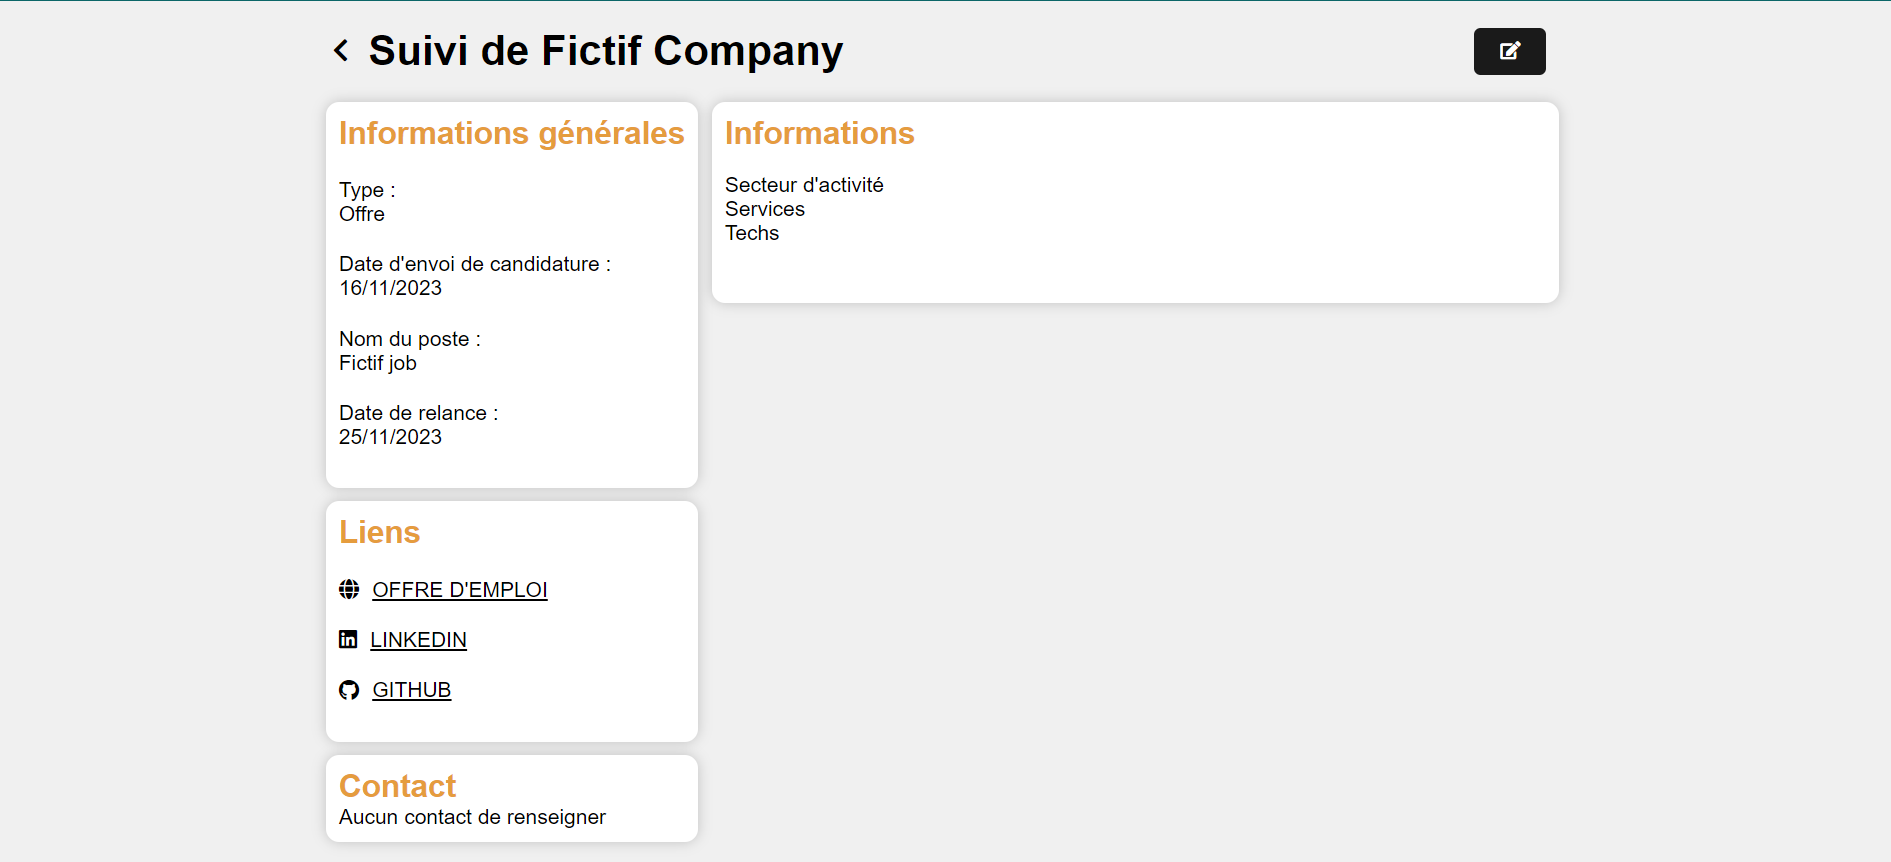 Suivi de Fictif Company
Informations générales
Type :
Offre
Date d'envoi de candidature :
16/11/2023
Nom du poste :
Fictif job
Date de relance :
25/11/2023
Liens
OFFRE D'EMPLOI
LINKEDIN
GITHUB
Contact
Aucun contact de renseigner
Informations
Secteur d'activité
Services
Techs